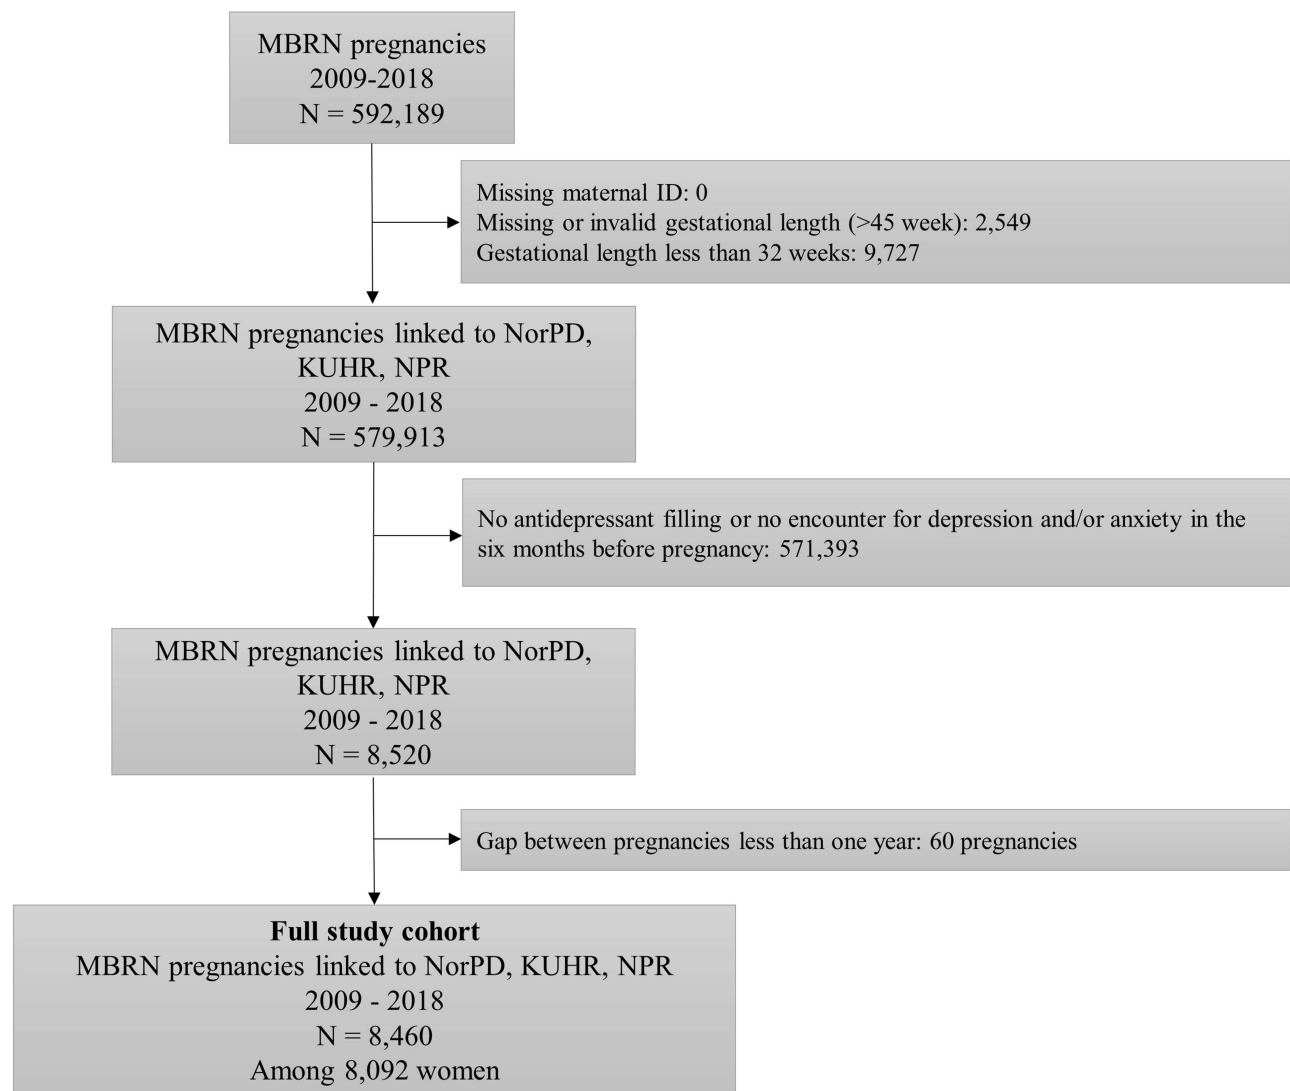 MBRN pregnancies
2009-2018
N = 592,189
Missing maternal ID: 0
Missing or invalid gestational length (>45 week): 2,549
Gestational length less than 32 weeks: 9,727
MBRN pregnancies linked to NorPD,
KUHR, NPR
2009 - 2018
N = 579,913
No antidepressant filling or no encounter for depression and/or anxiety in the
six months before pregnancy: 571,393
MBRN pregnancies linked to NorPD,
KUHR, NPR
2009 - 2018
N = 8,520
Gap between pregnancies less than one year: 60 pregnancies
Full study cohort
MBRN pregnancies linked to NorPD, KUHR, NPR
2009 - 2018
N = 8,460
Among 8,092 women